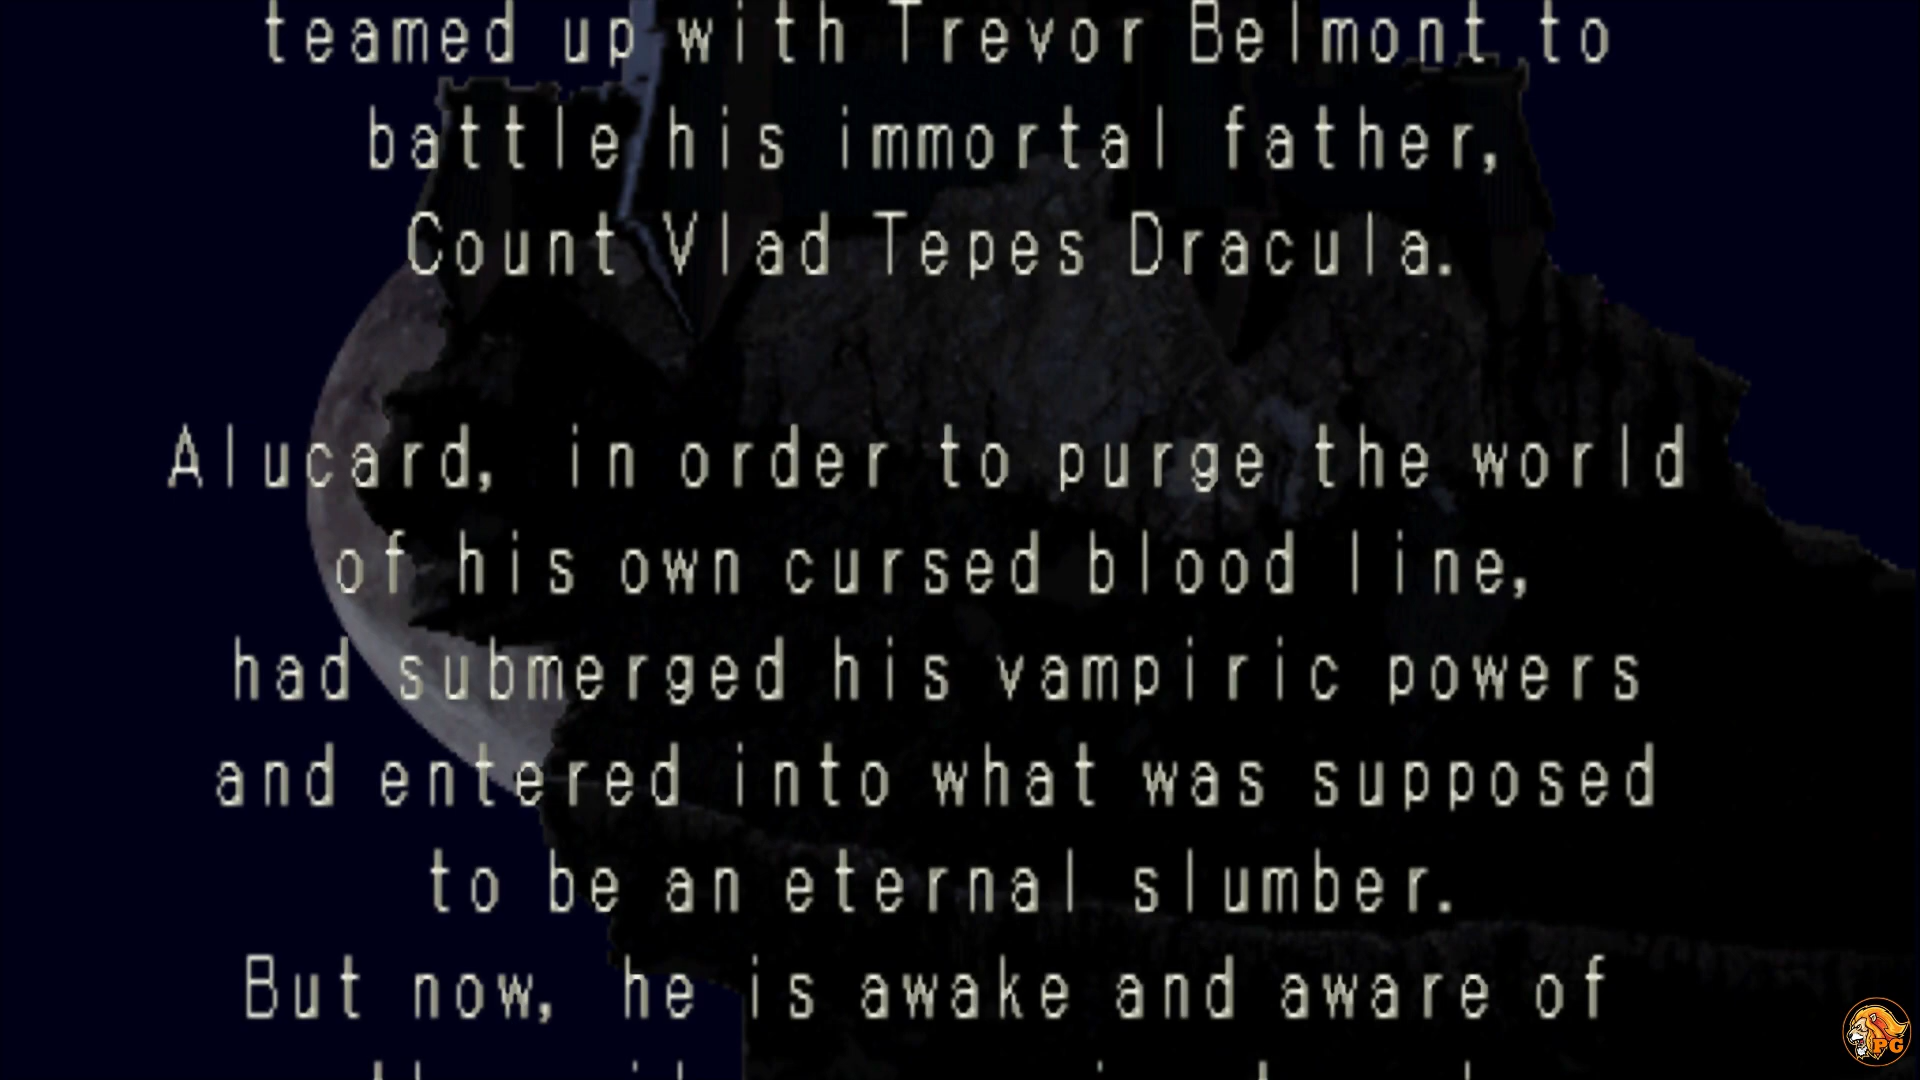 teamed up with Trevor Belmont to
battle his immortal father,
Count Vlad Tepes Dracula.
Alucard, in order to purge the world
of his own cursed blood line,
had submerged his vampiric powers
and entered into what was supposed
to be an eternal slumber.
But now, he is awake and aware of
PG